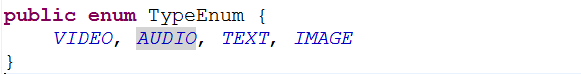 public enum TypeEnum {
    VIDEO, AUDIO, TEXT, IMAGE
}